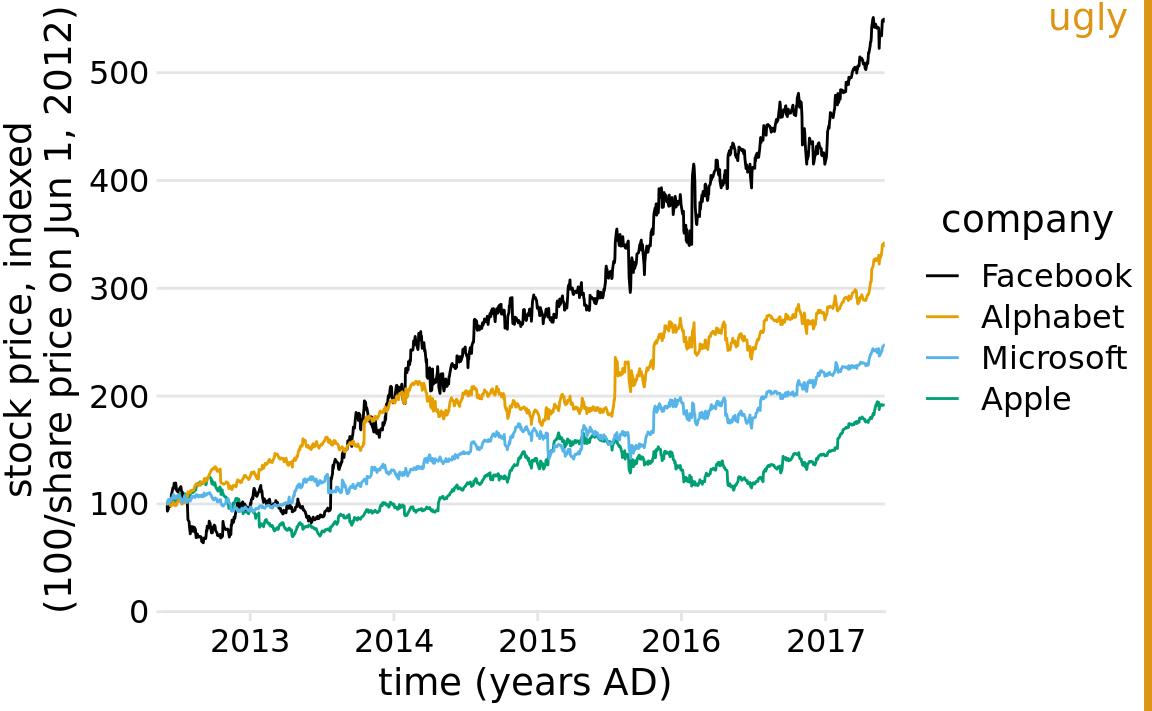 ugly
stock price, indexed
(100/share price on Jun 1, 2012)
500
400
300
200
100
0
2013 2014 2015 2016 2017
time (years AD)
company
Facebook
Alphabet
Microsoft
Apple